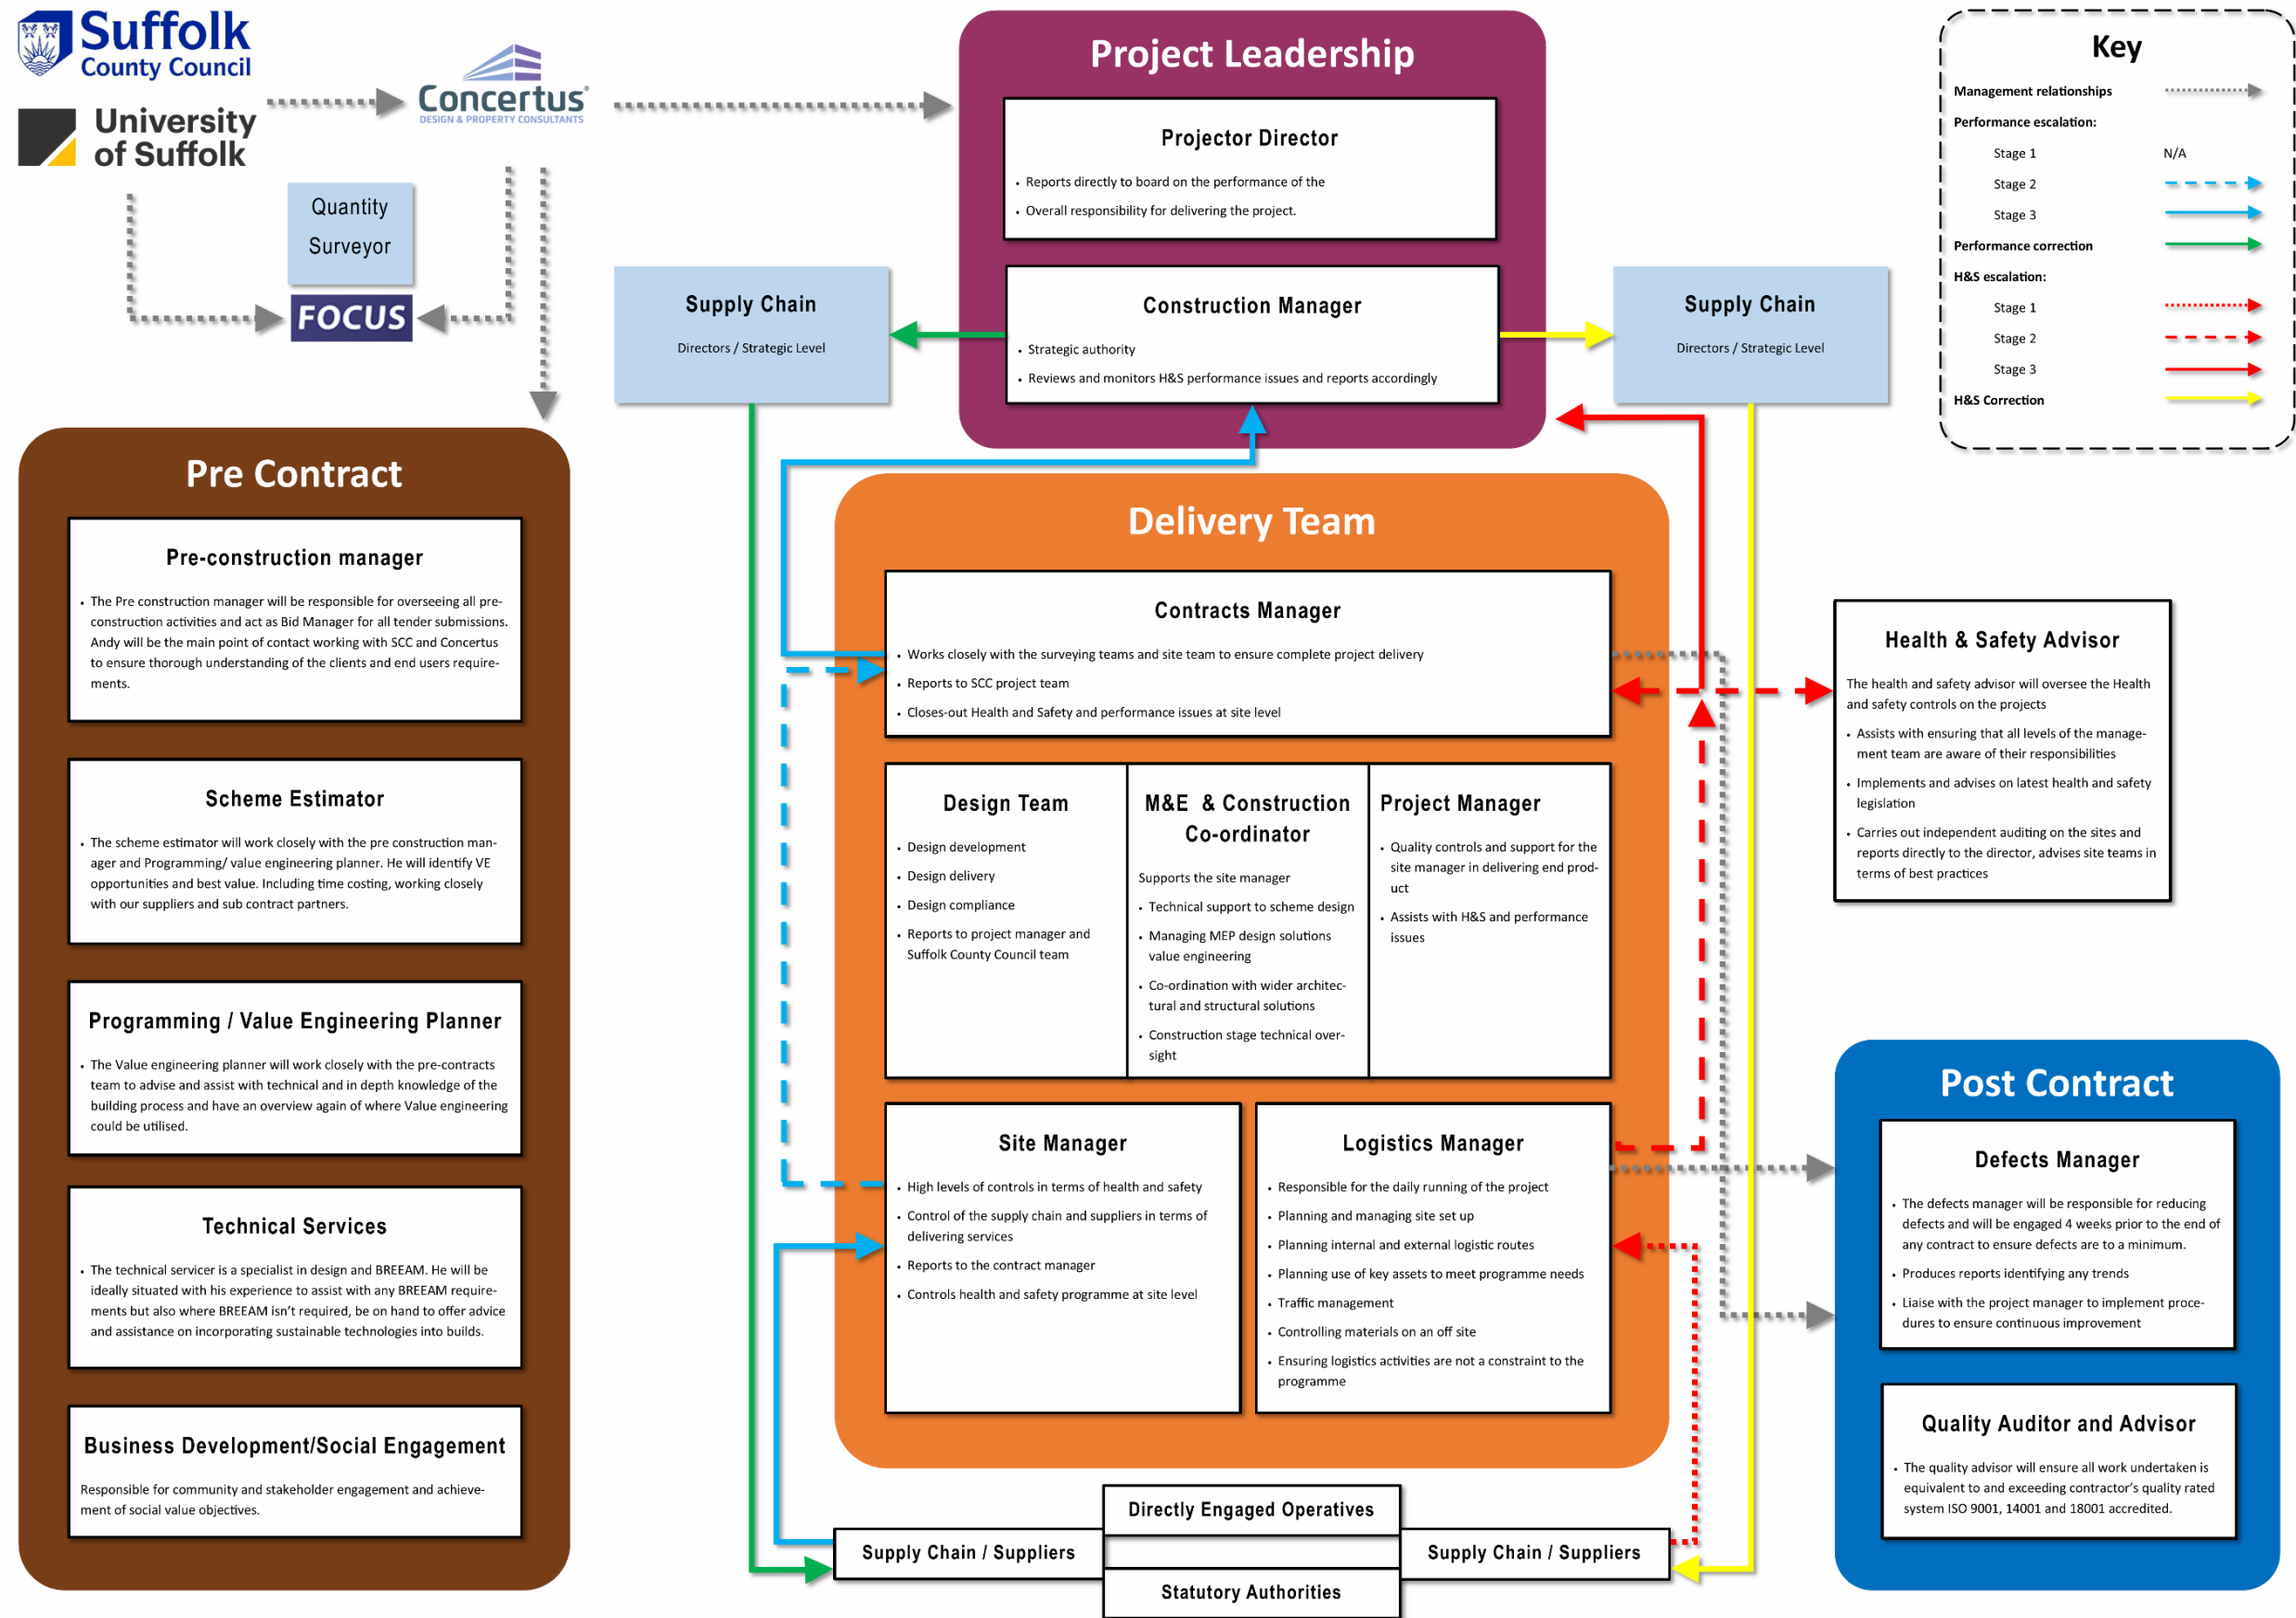 Suffolk
County Council
University
of Suffolk
Concertus®
DESIGN & PROPERTY CONSULTANTS
Quantity
Surveyor
FOCUS
Project Leadership
Projector Director
• Reports directly to board on the performance of the
• Overall responsibility for delivering the project.
Construction Manager
• Strategic authority
• Reviews and monitors H&S performance issues and reports accordingly
Supply Chain
Directors / Strategic Level
Supply Chain
Directors / Strategic Level
Key
Management relationships
Performance escalation:
Stage 1 N/A
Stage 2
Stage 3
Performance correction
H&S escalation:
Stage 1
Stage 2
Stage 3
H&S Correction
Pre Contract
Pre-construction manager
• The Pre construction manager will be responsible for overseeing all pre-
construction activities and act as Bid Manager for all tender submissions.
Andy will be the main point of contact working with SCC and Concertus
to ensure thorough understanding of the clients and end users require-
ments.
Scheme Estimator
• The scheme estimator will work closely with the pre construction man-
ager and Programming/ value engineering planner. He will identify VE
opportunities and best value. Including time costing, working closely
with our suppliers and sub contract partners.
Programming / Value Engineering Planner
• The Value engineering planner will work closely with the pre-contracts
team to advise and assist with technical and in depth knowledge of the
building process and have an overview again of where Value engineering
could be utilised.
Technical Services
• The technical servicer is a specialist in design and BREEAM. He will be
ideally situated with his experience to assist with any BREEAM require-
ments but also where BREEAM isn't required, be on hand to offer advice
and assistance on incorporating sustainable technologies into builds.
Business Development/Social Engagement
Responsible for community and stakeholder engagement and achieve-
ment of social value objectives.
Delivery Team
Contracts Manager
• Works closely with the surveying teams and site team to ensure complete project delivery
• Reports to SCC project team
• Closes-out Health and Safety and performance issues at site level
Design Team
• Design development
• Design delivery
• Design compliance
• Reports to project manager and
Suffolk County Council team
M&E & Construction
Co-ordinator
Supports the site manager
• Technical support to scheme design
• Managing MEP design solutions
value engineering
• Co-ordination with wider architec-
tural and structural solutions
• Construction stage technical over-
sight
Project Manager
• Quality controls and support for the
site manager in delivering end prod-
uct
• Assists with H&S and performance
issues
Site Manager
• High levels of controls in terms of health and safety
• Control of the supply chain and suppliers in terms of
delivering services
• Reports to the contract manager
• Controls health and safety programme at site level
Logistics Manager
• Responsible for the daily running of the project
• Planning and managing site set up
• Planning internal and external logistic routes
• Planning use of key assets to meet programme needs
• Traffic management
• Controlling materials on an off site
• Ensuring logistics activities are not a constraint to the
programme
Directly Engaged Operatives
Supply Chain / Suppliers
Supply Chain / Suppliers
Statutory Authorities
Health & Safety Advisor
The health and safety advisor will oversee the Health
and safety controls on the projects
• Assists with ensuring that all levels of the manage-
ment team are aware of their responsibilities
• Implements and advises on latest health and safety
legislation
• Carries out independent auditing on the sites and
reports directly to the director, advises site teams in
terms of best practices
Post Contract
Defects Manager
• The defects manager will be responsible for reducing
defects and will be engaged 4 weeks prior to the end of
any contract to ensure defects are to a minimum.
• Produces reports identifying any trends
• Liaise with the project manager to implement proce-
dures to ensure continuous improvement
Quality Auditor and Advisor
• The quality advisor will ensure all work undertaken is
equivalent to and exceeding contractor's quality rated
system ISO 9001, 14001 and 18001 accredited.